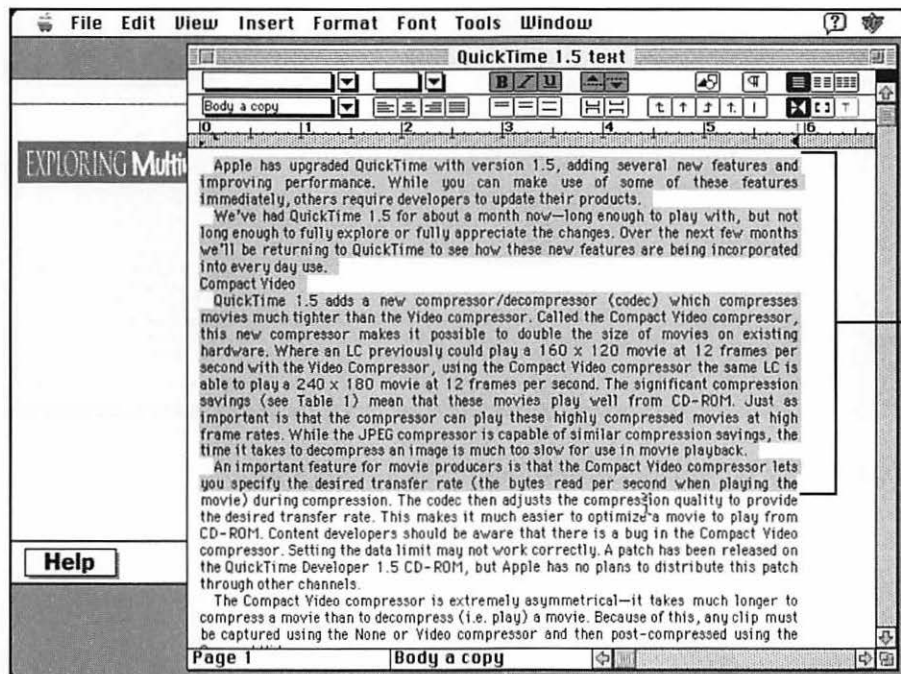 File Edit View Insert Format Font Tools Window
QuickTime 1.5 text
B I U
Body a copy
0 1 2 3 4 5 6
EXPLORING
Apple has upgraded QuickTime with version 1.5, adding several new features and
improving performance. While you can make use of some of these features
immediately, others require developers to update their products.
We've had QuickTime 1.5 for about a month now—long enough to play with, but not
long enough to fully explore or fully appreciate the changes. Over the next few months
we'll be returning to QuickTime to see how these new features are being incorporated
into every day use.
Compact Video
QuickTime 1.5 adds a new compressor/decompressor (codec) which compresses
movies much tighter than the Video compressor. Called the Compact Video compressor,
this new compressor makes it possible to double the size of movies on existing
hardware. Where an LC previously could play a 160 x 120 movie at 12 frames per
second with the Video Compressor, using the Compact Video compressor the same LC is
able to play a 240 x 180 movie at 12 frames per second. The significant compression
savings (see Table 1) mean that these movies play well from CD-ROM. Just as
important is that the compressor can play these highly compressed movies at high
frame rates. While the JPEG compressor is capable of similar compression savings, the
time it takes to decompress an image is much too slow for use in movie playback.
An important feature for movie producers is that the Compact Video compressor lets
you specify the desired transfer rate (the bytes read per second when playing the
movie) during compression. The codec then adjusts the compression quality to provide
the desired transfer rate. This makes it much easier to optimize a movie to play from
CD-ROM. Content developers should be aware that there is a bug in the Compact Video
compressor. Setting the data limit may not work correctly. A patch has been released on
the QuickTime Developer 1.5 CD-ROM, but Apple has no plans to distribute this patch
through other channels.
The Compact Video compressor is extremely asymmetrical—it takes much longer to
compress a movie than to decompress (i.e. play) a movie. Because of this, any clip must
be captured using the None or Video compressor and then post-compressed using the
Help
Page 1 Body a copy